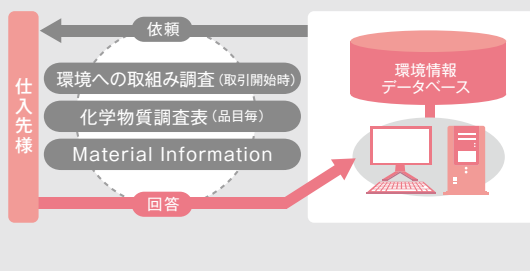 依頼
仕入先様
環境への取組み調査(取引開始時)
化学物質調査表(品目毎)
Material Information
回答
環境情報
データベース